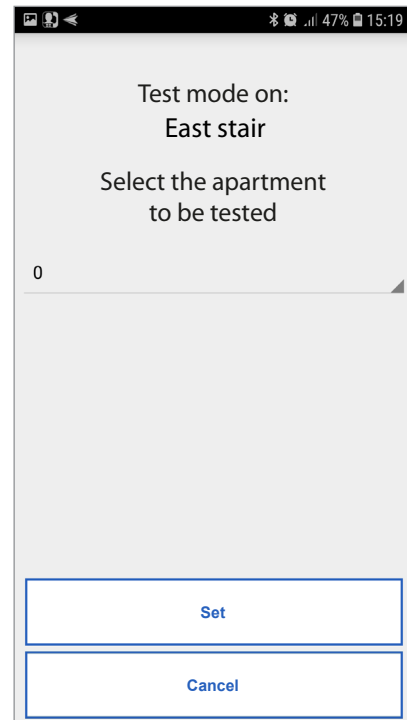 47% 15:19
Test mode on:
East stair
Select the apartment
to be tested
0
Set
Cancel